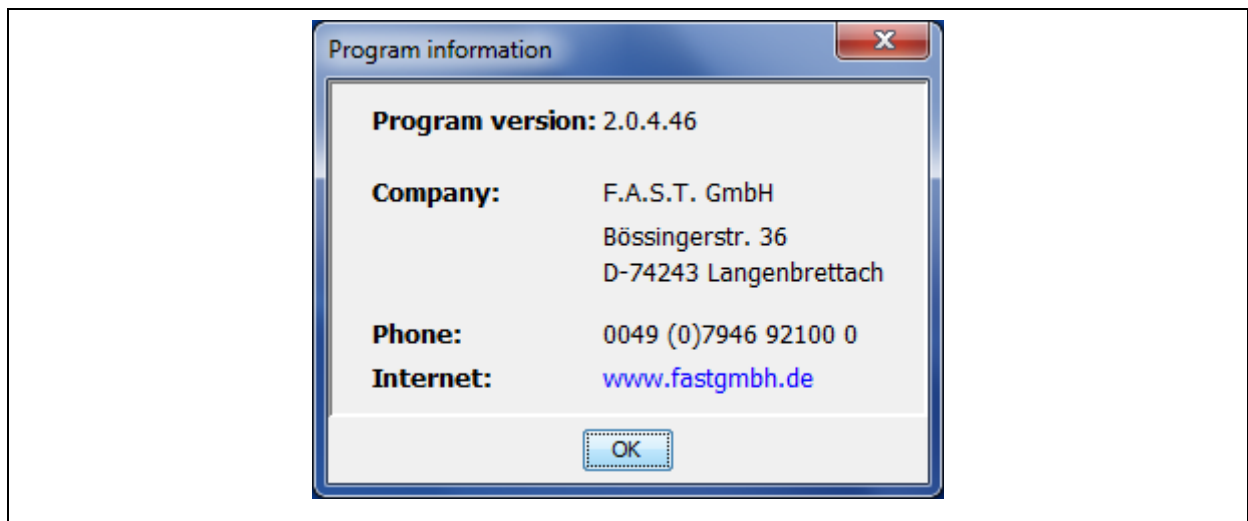 Program information
Program version: 2.0.4.46
Company: F.A.S.T. GmbH
Bössingerstr. 36
D-74243 Langenbrettach
Phone: 0049 (0)7946 92100 0
Internet: www.fastgmbh.de
OK